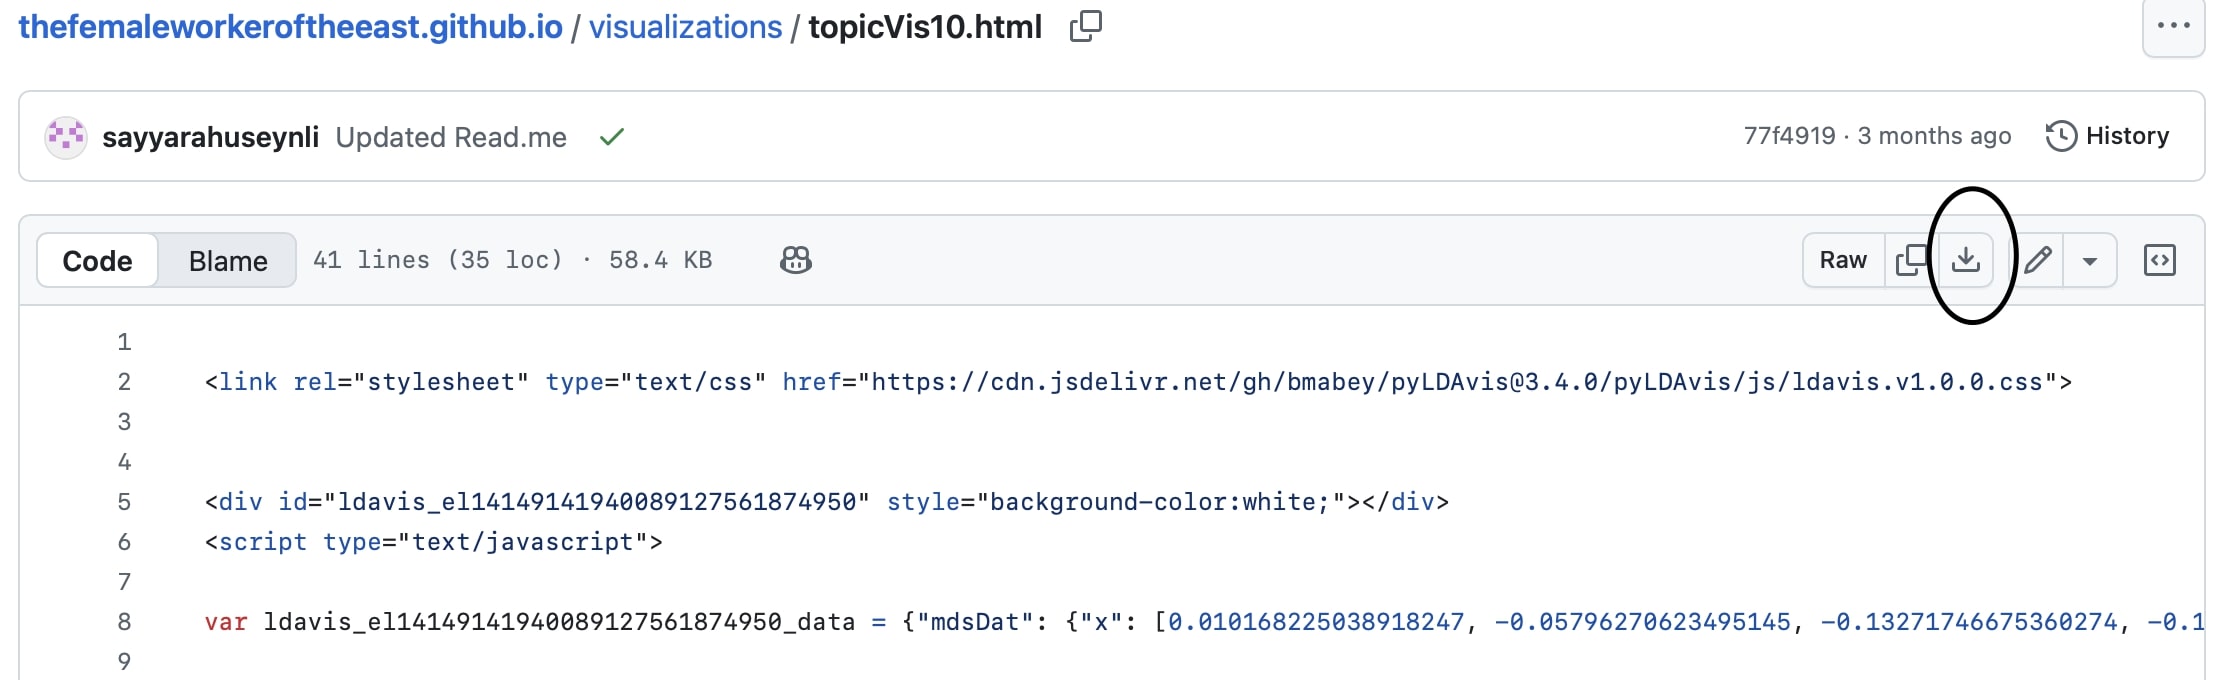 thefemaleworkeroftheeast.github.io / visualizations / topicVis10.html
sayyarahuseynli Updated Read.me 77f4919 · 3 months ago History
Code Blame 41 lines (35 loc) · 58.4 KB Raw
1
2 <link rel="stylesheet" type="text/css" href="https://cdn.jsdelivr.net/gh/bmabey/pyLDAvis@3.4.0/pyLDAvis/js/ldavis.v1.0.0.css">
3
4
5 <div id="ldavis_el14149141940089127561874950" style="background-color:white;"></div>
6 <script type="text/javascript">
7
8 var ldavis_el14149141940089127561874950_data = {"mdsDat": {"x": [0.010168225038918247, -0.05796270623495145, -0.13271746675360274, -0.1
9